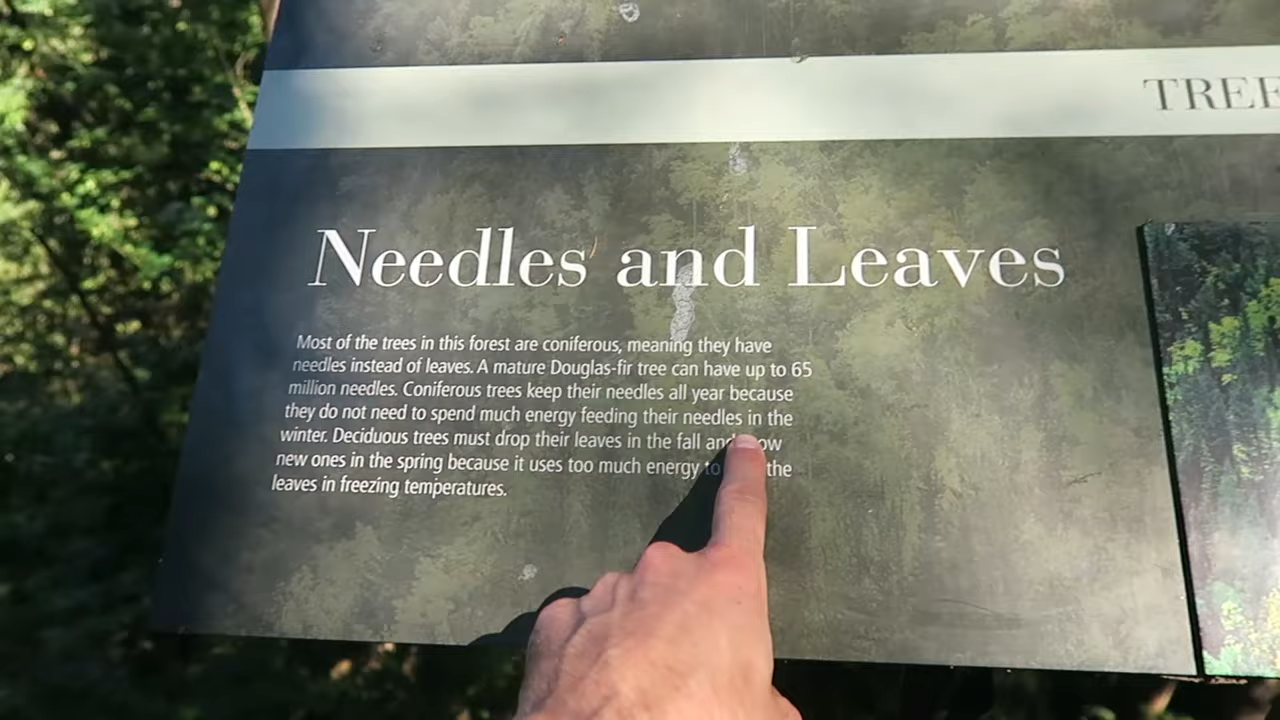 TREE
Needles and Leaves
Most of the trees in this forest are coniferous, meaning they have
needles instead of leaves. A mature Douglas-fir tree can have up to 65
million needles. Coniferous trees keep their needles all year because
they do not need to spend much energy feeding their needles in the
winter. Deciduous trees must drop their leaves in the fall and
new ones in the spring because it uses too much energy to the
leaves in freezing temperatures.